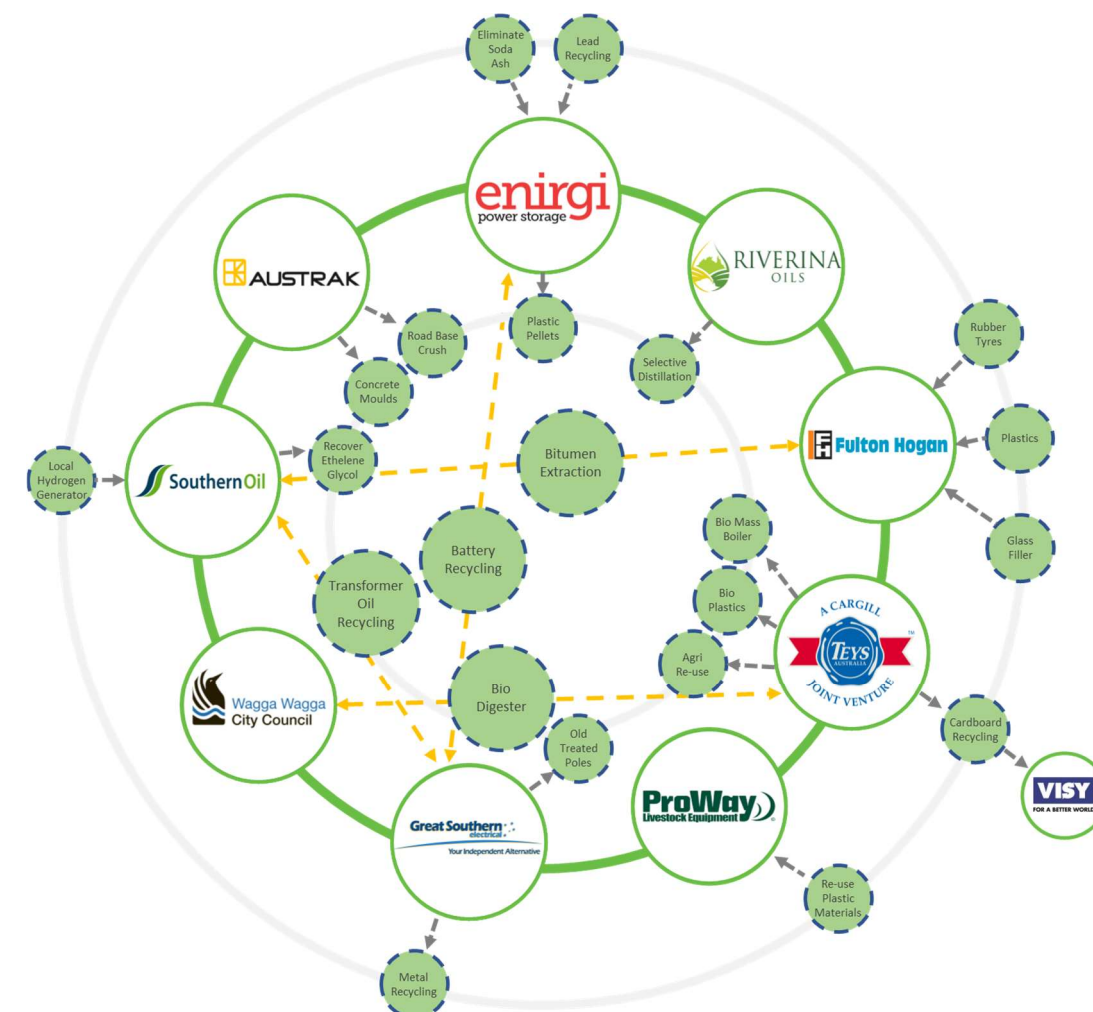 Eliminate
Soda
Ash
Lead
Recycling
enirgi
power storage
AUSTRAK
RIVERINA
OILS
Plastic
Pellets
Road Base
Crush
Concrete
Moulds
Selective
Distillation
Rubber
Tyres
Plastics
Glass
Filler
Fulton Hogan
FH
Local
Hydrogen
Generator
SouthernOil
Recover
Ethelene
Glycol
Bitumen
Extraction
Battery
Recycling
Transformer
Oil
Recycling
Bio Mass
Boiler
Bio
Plastics
Agri
Re-use
A CARGILL
TEYS
AUSTRALIA
JOINT VENTURE
TM
Wagga Wagga
City Council
Bio
Digester
Old
Treated
Poles
Cardboard
Recycling
VISY
FOR A BETTER WORLD
Great Southern
electrical
Your Independent Alternative
ProWay
Livestock Equipment
®
Re-use
Plastic
Materials
Metal
Recycling